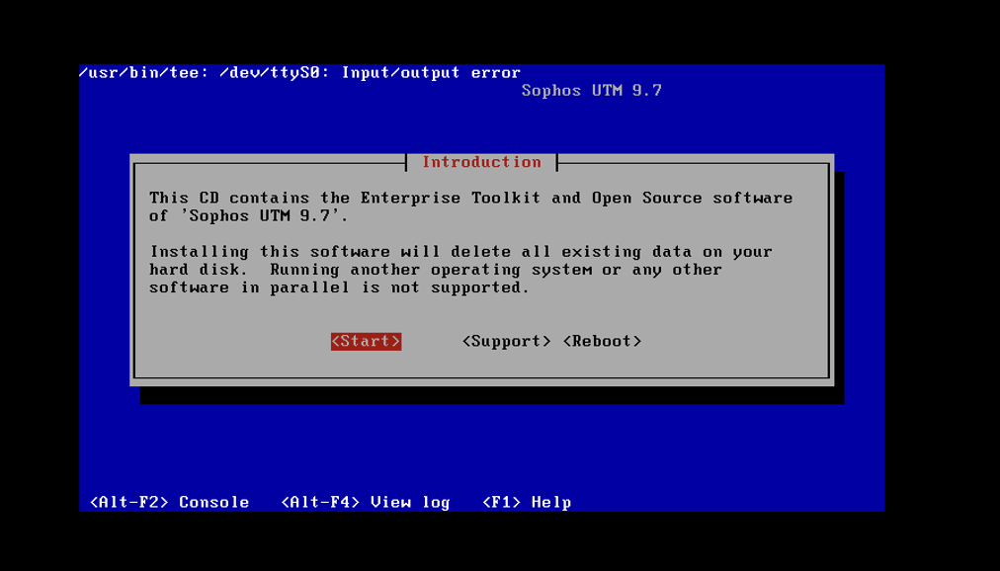 /usr/bin/tee: /dev/ttyS0: Input/output error
Sophos UTM 9.7
Introduction
This CD contains the Enterprise Toolkit and Open Source software
of 'Sophos UTM 9.7'.
Installing this software will delete all existing data on your
hard disk.  Running another operating system or any other
software in parallel is not supported.
<Start> <Support> <Reboot>
<Alt-F2> Console <Alt-F4> View log <F1> Help